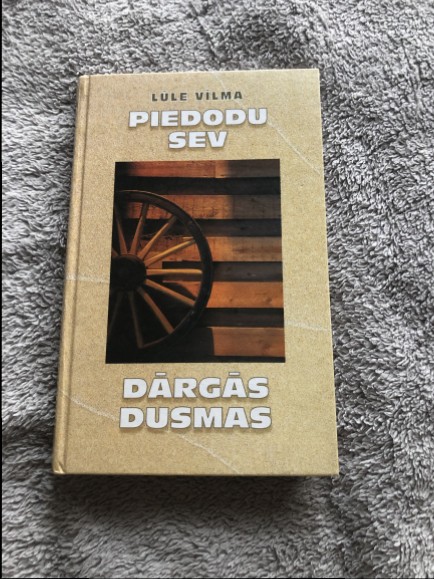 LULE VILMA
PIEDODU
SEV
DĀRGĀS
DUSMAS